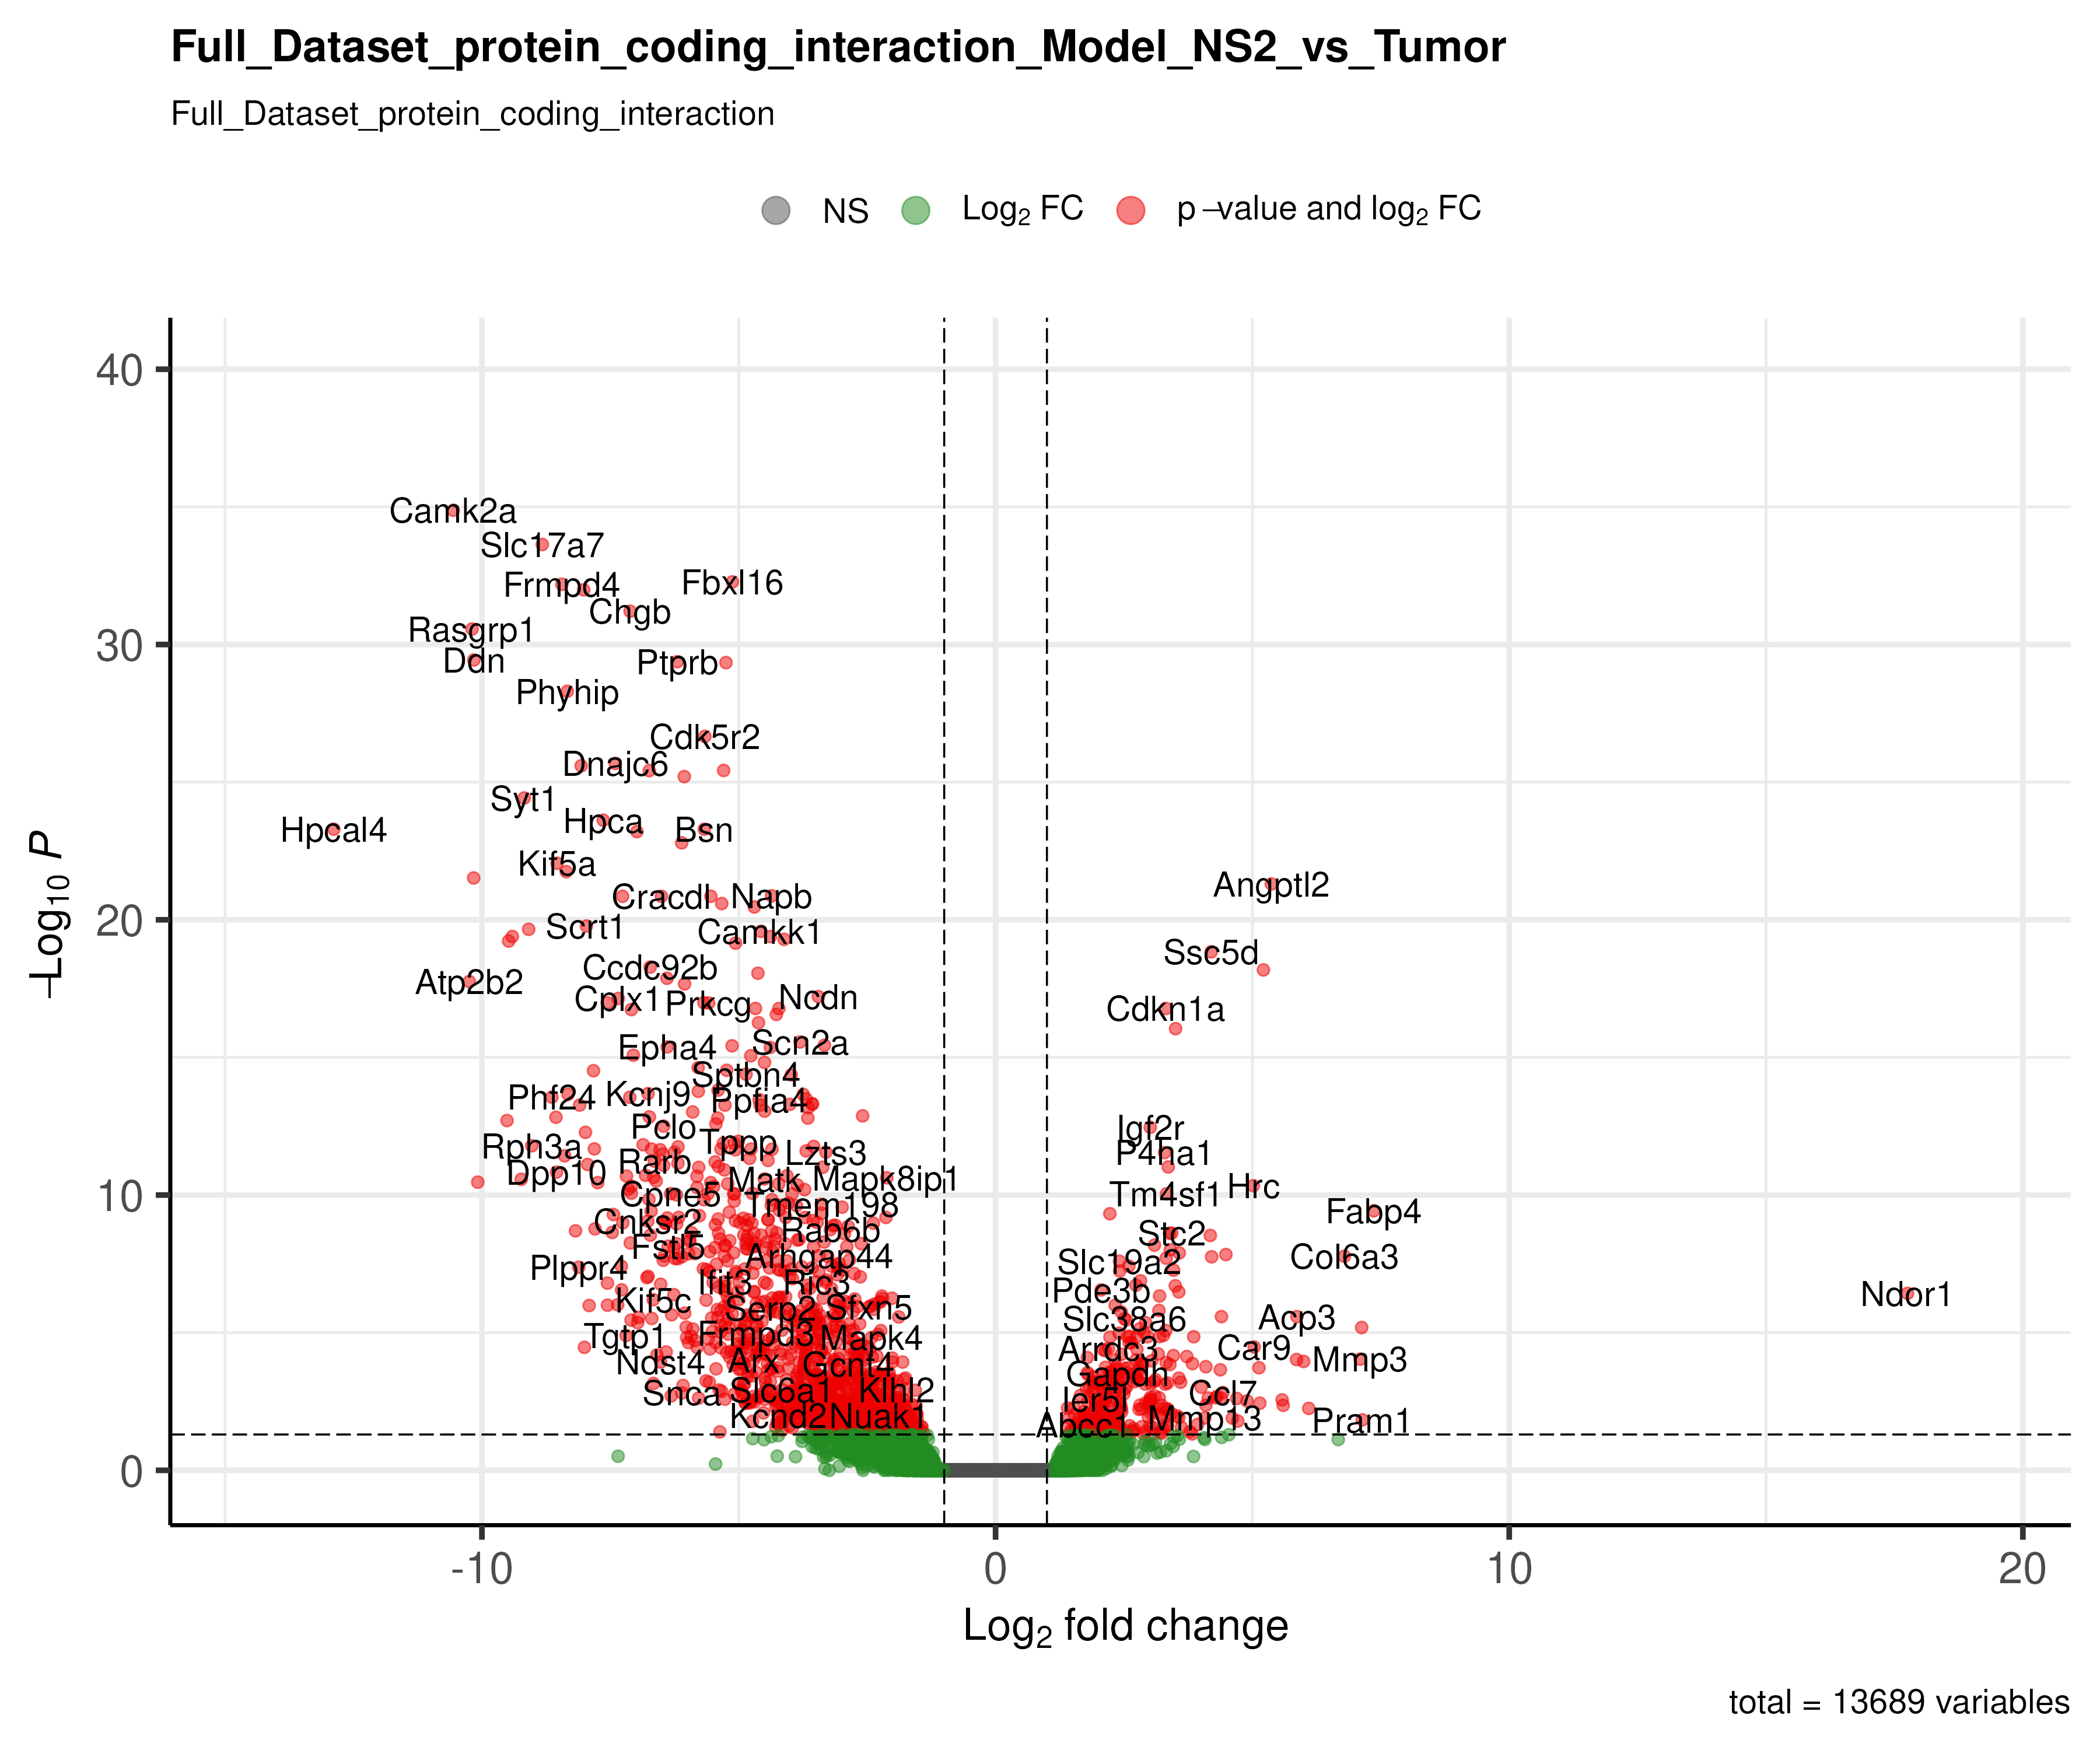 Full_Dataset_protein_coding_interaction_Model_NS2_vs_Tumor
Full_Dataset_protein_coding_interaction
NS Log2 FC p−value and log2 FC
40
30
20
10
0
−Log10 P
Camk2a
Slc17a7
Frmpd4
Fbxl16
Chgb
Rasgrp1
Ddn
Ptprb
Phyhip
Cdk5r2
Dnajc6
Syt1
Hpca
Bsn
Hpcal4
Kif5a
Angptl2
Cracdl
Napb
Scrt1
Camkk1
Ssc5d
Ccdc92b
Atp2b2
Cplx1
Prkcg
Ncdn
Cdkn1a
Epha4
Scn2a
Sptbn4
Phf24
Kcnj9
Ppfia4
Pclo
Igf2r
Rph3a
Tppp
Lzts3
P4ha1
Rarb
Dpp10
Matk
Mapk8ip1
Hrc
Cpne5
Tm4sf1
Tmem198
Fabp4
Cnksr2
Rab6b
Stc2
Fstl5
Arhgap44
Col6a3
Slc19a2
Plppr4
Ifit3
Ric3
Pde3b
Ndor1
Kif5c
Serp2
Sfxn5
Slc38a6
Acp3
Tgtp1
Frmpd3
Mapk4
Arrdc3
Car9
Ndst4
Arx
Gcnt4
Gapdh
Mmp3
Snca
Slc6a1
Klhl2
Ier5l
Ccl7
Kcnd2
Nuak1
Abcc1
Mmp13
Pram1
-10 0 10 20
Log2 fold change
total = 13689 variables